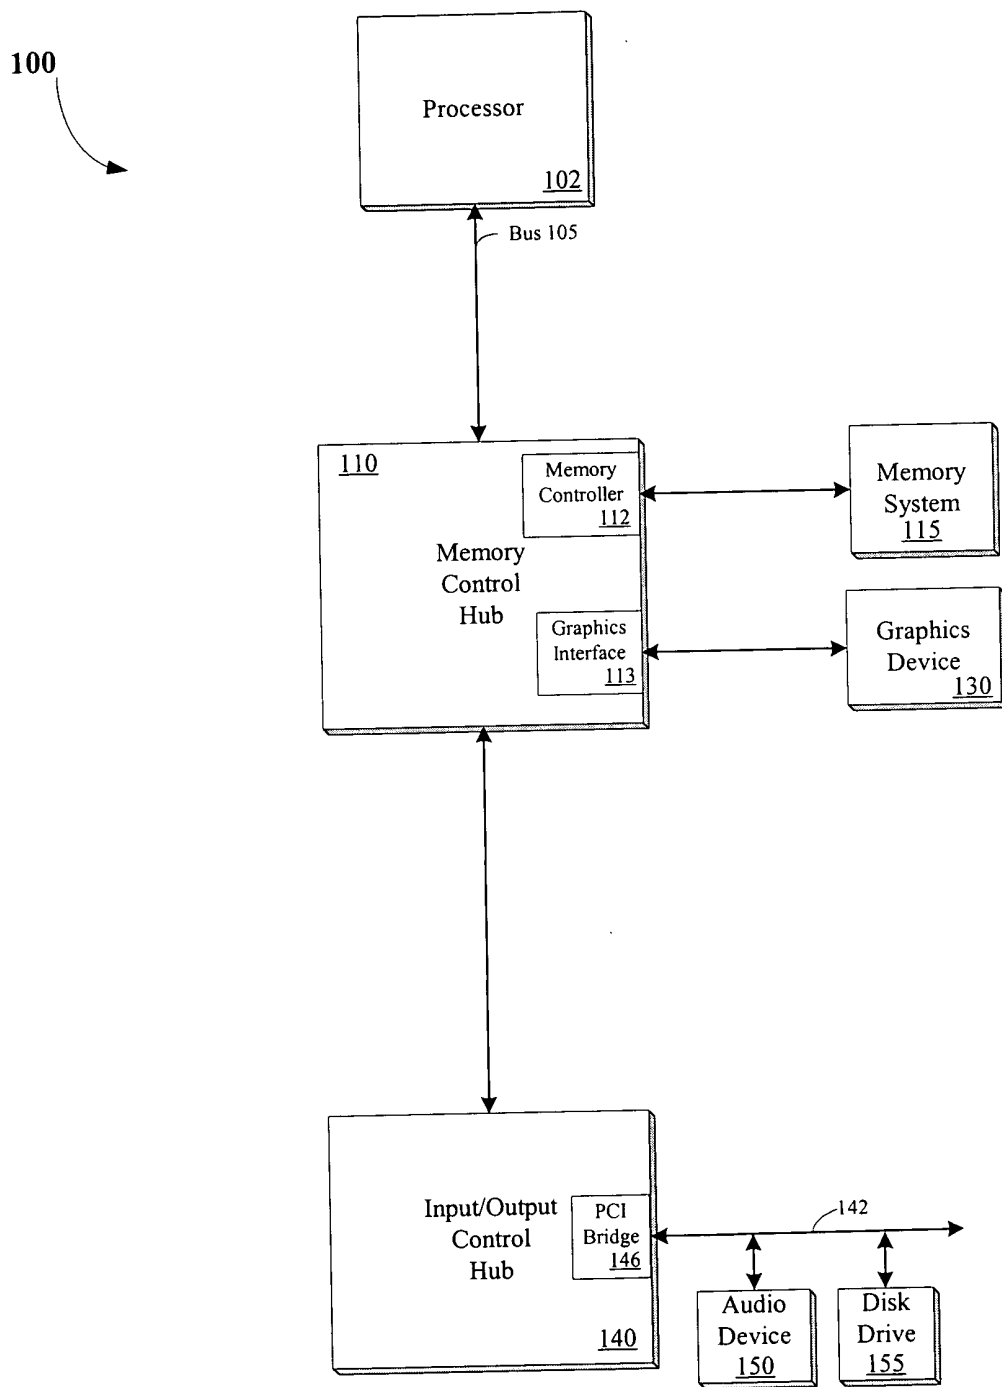 100
Processor
102
Bus 105
110
Memory
Controller
112
Memory
Control
Hub
Graphics
Interface
113
Memory
System
115
Graphics
Device
130
Input/Output
Control
Hub
140
PCI
Bridge
146
142
Audio
Device
150
Disk
Drive
155